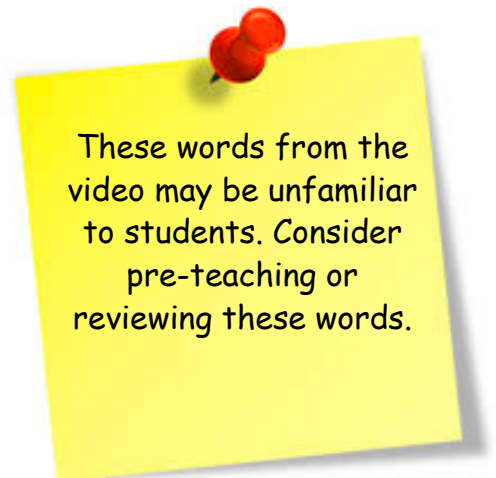 These words from the
video may be unfamiliar
to students. Consider
pre-teaching or
reviewing these words.